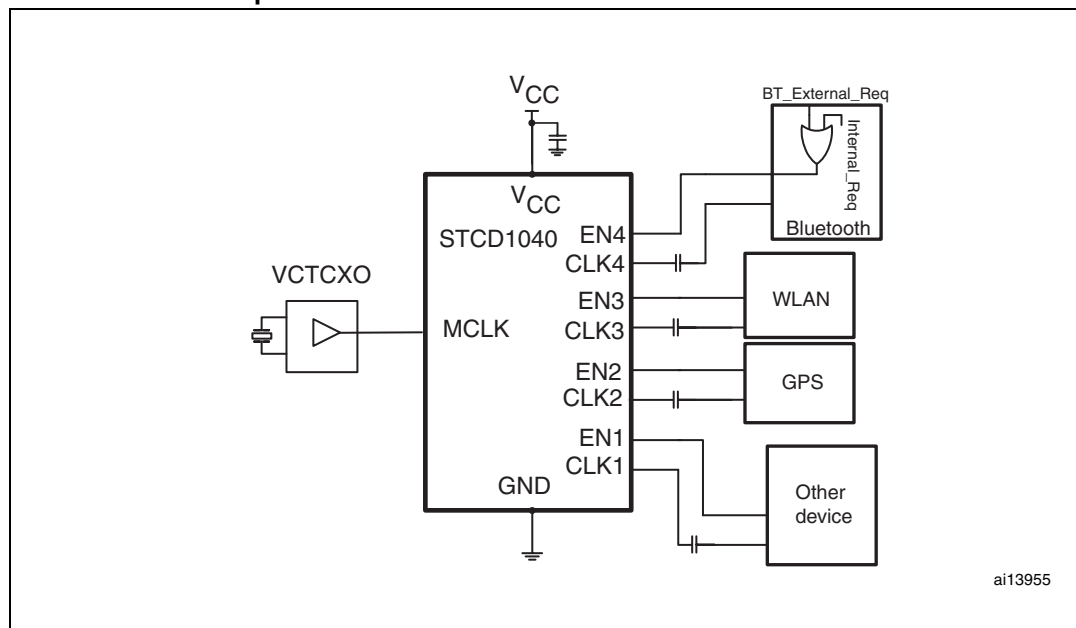 VCC
VCC
STCD1040
VCTCXO
MCLK
GND
EN4
CLK4
EN3
CLK3
EN2
CLK2
EN1
CLK1
BT_External_Req
Internal_Req
Bluetooth
WLAN
GPS
Other
device
ai13955